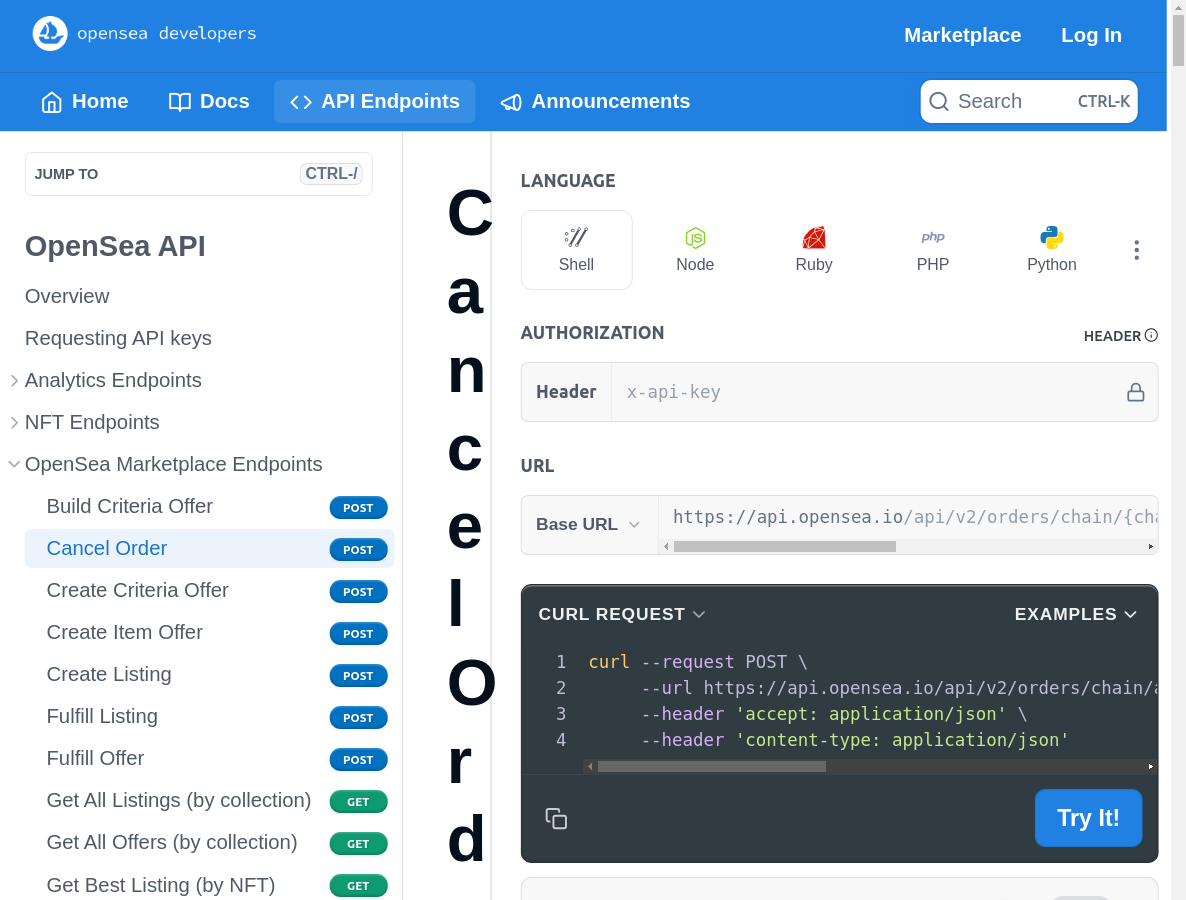 opensea developers
Marketplace
Log In
Home
Docs
API Endpoints
Announcements
Search
CTRL-K
JUMP TO
CTRL-/
OpenSea API
Overview
Requesting API keys
Analytics Endpoints
NFT Endpoints
OpenSea Marketplace Endpoints
Build Criteria Offer POST
Cancel Order POST
Create Criteria Offer POST
Create Item Offer POST
Create Listing POST
Fulfill Listing POST
Fulfill Offer POST
Get All Listings (by collection) GET
Get All Offers (by collection) GET
Get Best Listing (by NFT) GET
C
a
n
c
e
l
O
r
d
LANGUAGE
Shell
Node
php
Ruby
PHP
Python
AUTHORIZATION
HEADER
Header
x-api-key
URL
Base URL
https://api.opensea.io/api/v2/orders/chain/{cha
CURL REQUEST
EXAMPLES
1 curl --request POST \
2 --url https://api.opensea.io/api/v2/orders/chain/a
3 --header 'accept: application/json' \
4 --header 'content-type: application/json'
Try It!